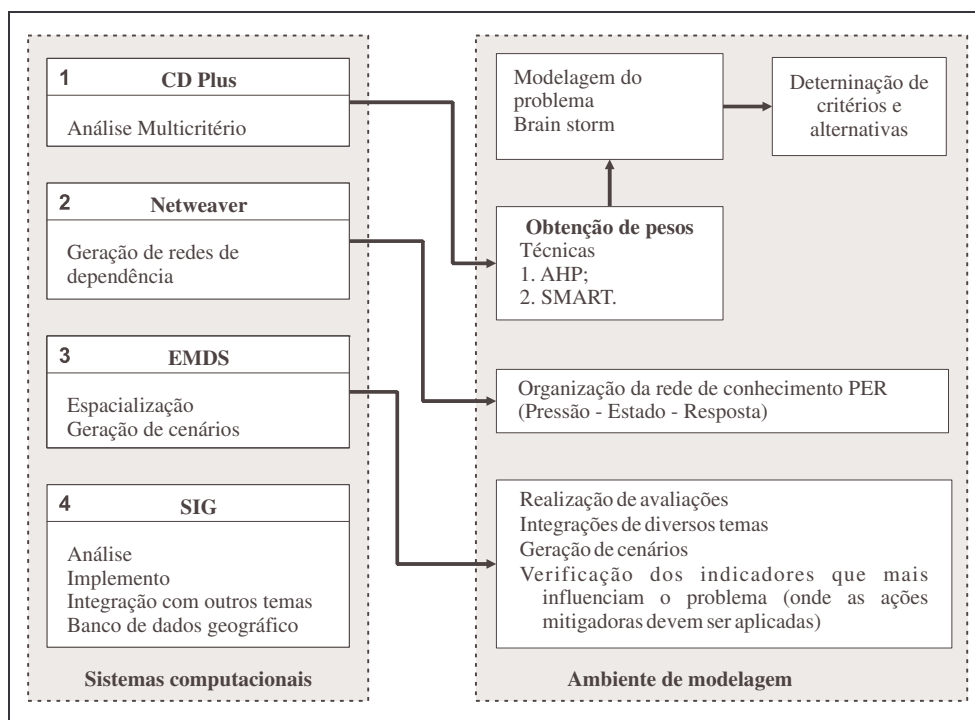 1
CD Plus
Análise Multicritério
2
Netweaver
Geração de redes de
dependência
3
EMDS
Espacialização
Geração de cenários
4
SIG
Análise
Implemento
Integração com outros temas
Banco de dados geográfico
Sistemas computacionais
Modelagem do
problema
Brain storm
Deterninação de
critérios e
alternativas
Obtenção de pesos
Técnicas
1. AHP;
2. SMART.
Organização da rede de conhecimento PER
(Pressão - Estado - Resposta)
Realização de avaliações
Integrações de diversos temas
Geração de cenários
Verificação dos indicadores que mais
influenciam o problema (onde as ações
mitigadoras devem ser aplicadas)
Ambiente de modelagem